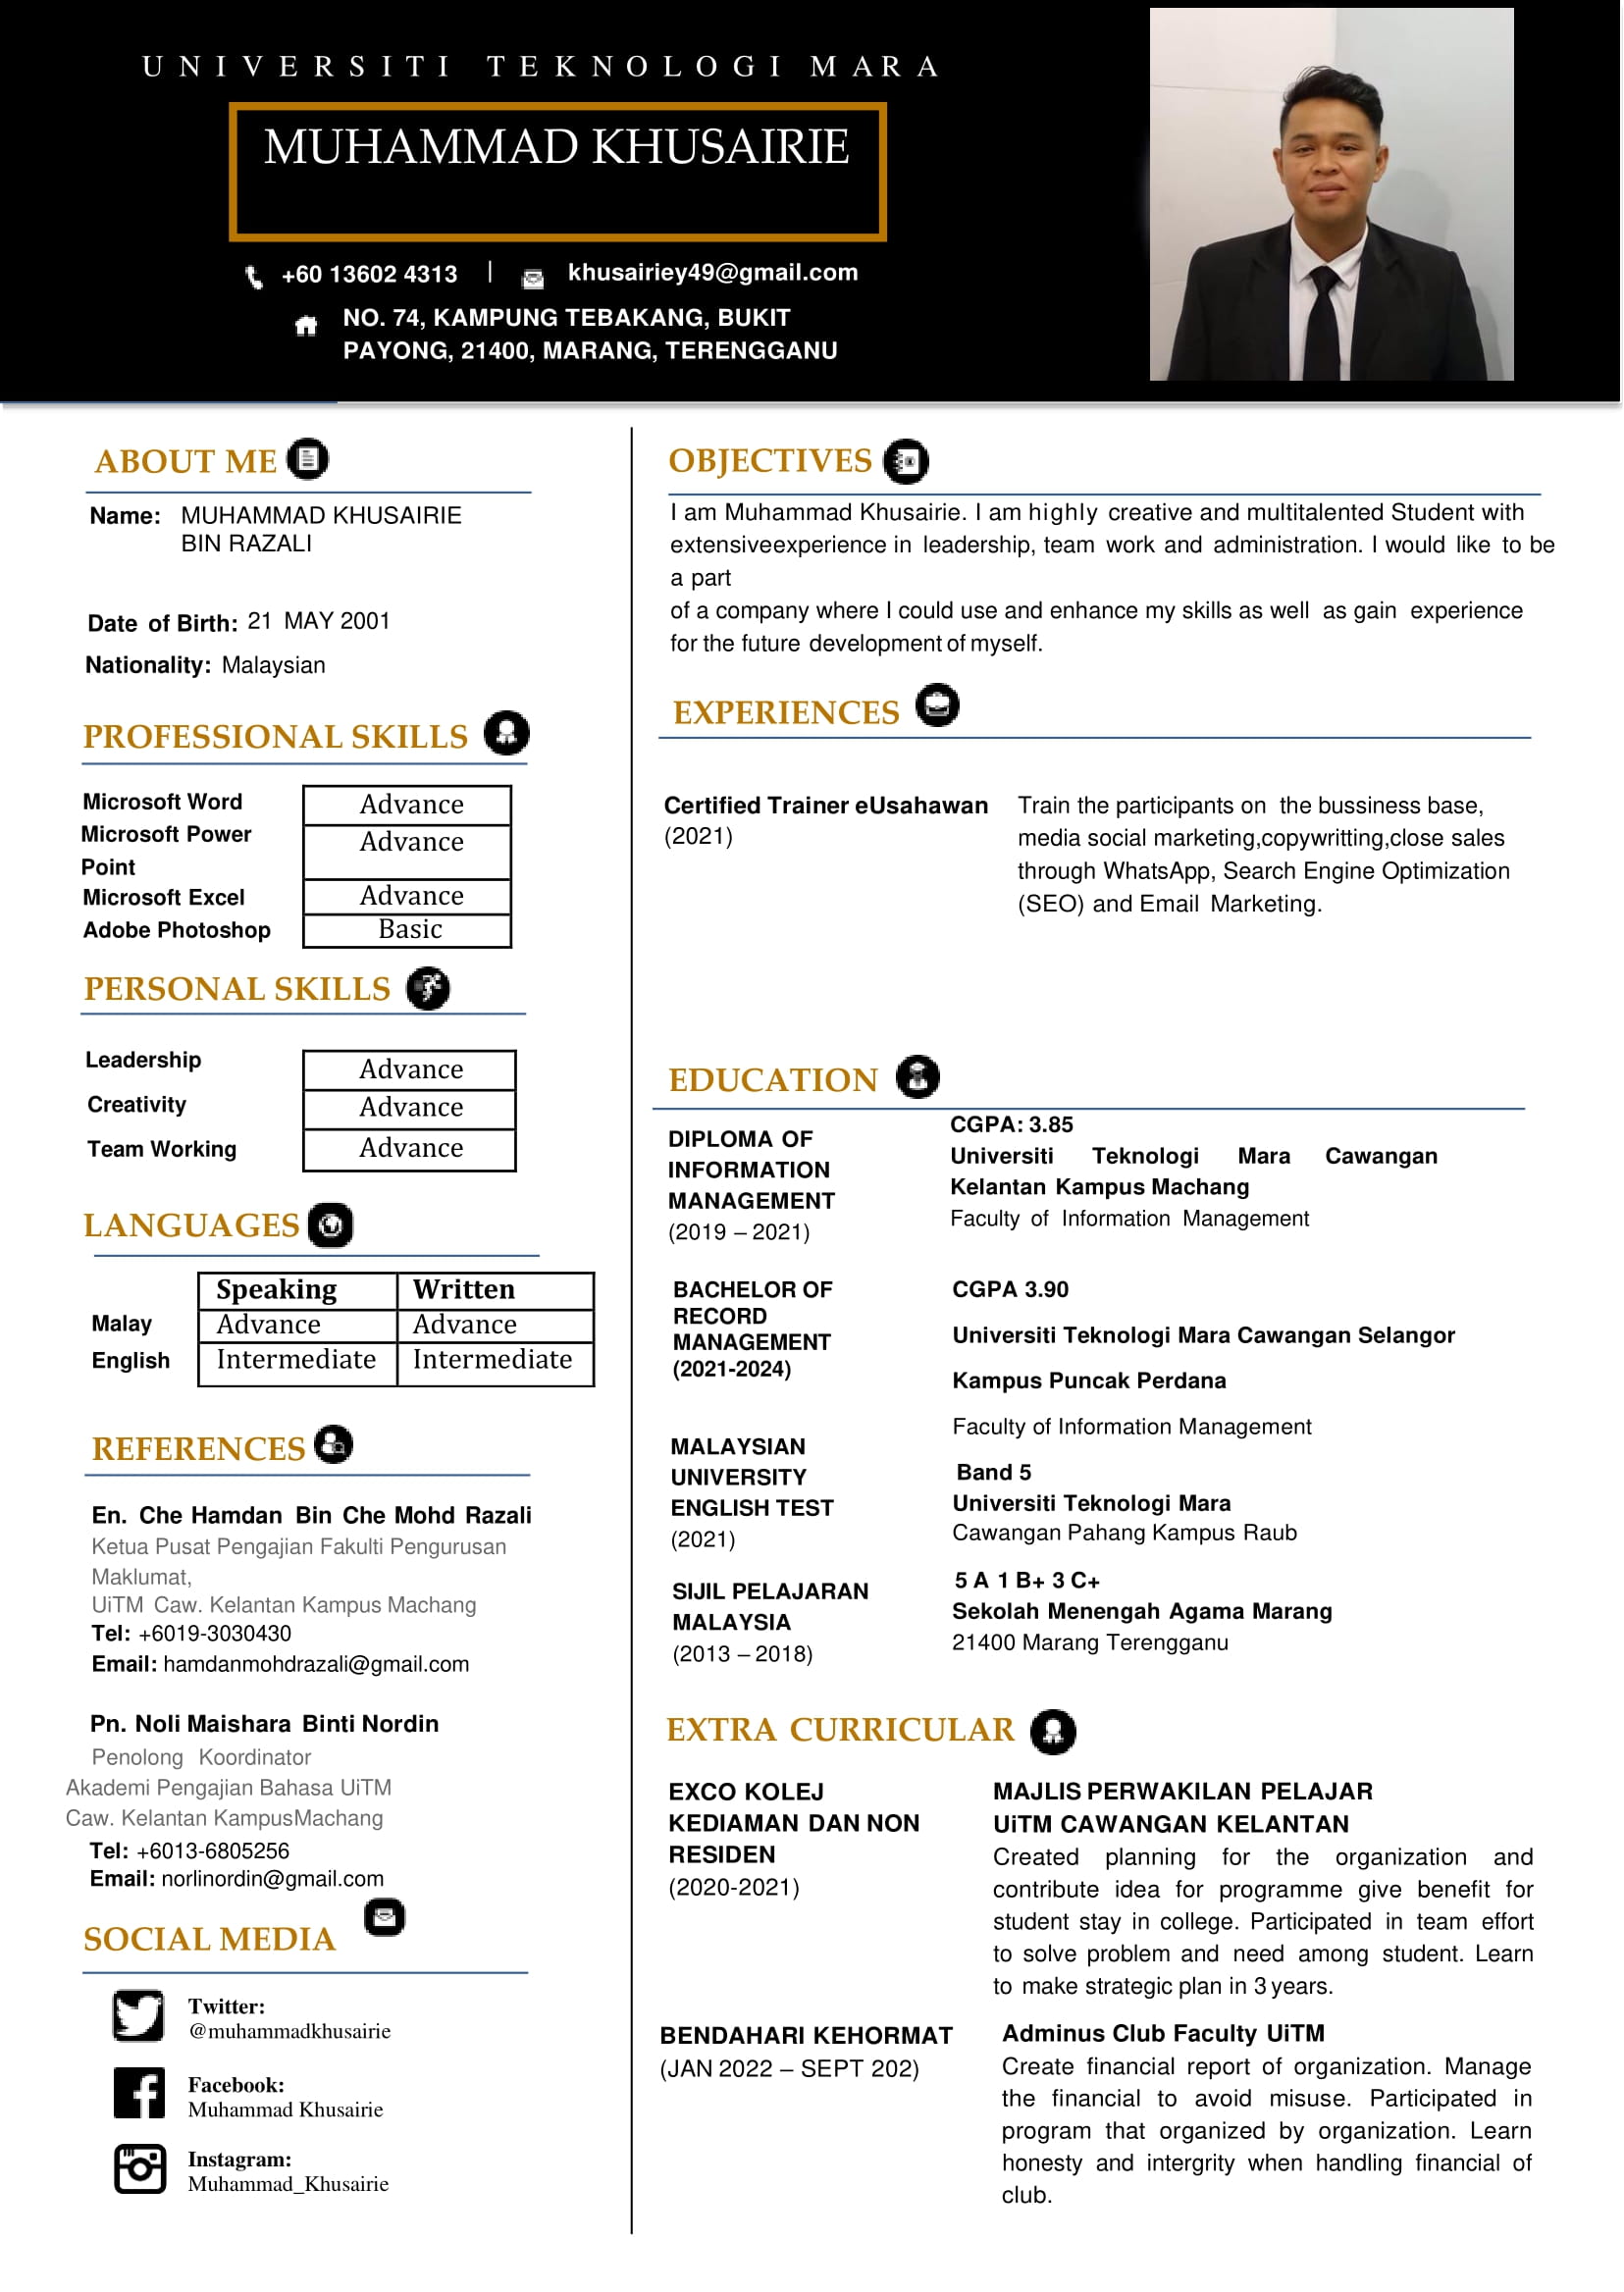 UNIVERSITI TEKNOLOGI MARA
MUHAMMAD KHUSAIRIE
+60 13602 4313 | khusairiey49@gmail.com
NO. 74, KAMPUNG TEBAKANG, BUKIT
PAYONG, 21400, MARANG, TERENGGANU
ABOUT ME
Name: MUHAMMAD KHUSAIRIE
BIN RAZALI
Date of Birth: 21 MAY 2001
Nationality: Malaysian
PROFESSIONAL SKILLS
Microsoft Word Advance
Microsoft Power Advance
Point
Microsoft Excel Advance
Adobe Photoshop Basic
PERSONAL SKILLS
Leadership Advance
Creativity Advance
Team Working Advance
LANGUAGES
Speaking Written
Malay Advance Advance
English Intermediate Intermediate
REFERENCES
En. Che Hamdan Bin Che Mohd Razali
Ketua Pusat Pengajian Fakulti Pengurusan
Maklumat,
UiTM Caw. Kelantan Kampus Machang
Tel: +6019-3030430
Email: hamdanmohdrazali@gmail.com
Pn. Noli Maishara Binti Nordin
Penolong Koordinator
Akademi Pengajian Bahasa UiTM
Caw. Kelantan KampusMachang
Tel: +6013-6805256
Email: norlinordin@gmail.com
SOCIAL MEDIA
Twitter:
@muhammadkhusairie
Facebook:
Muhammad Khusairie
Instagram:
Muhammad_Khusairie
OBJECTIVES
I am Muhammad Khusairie. I am highly creative and multitalented Student with
extensiveexperience in leadership, team work and administration. I would like to be
a part
of a company where I could use and enhance my skills as well as gain experience
for the future development of myself.
EXPERIENCES
Certified Trainer eUsahawan
(2021)
Train the participants on the bussiness base,
media social marketing,copywritting,close sales
through WhatsApp, Search Engine Optimization
(SEO) and Email Marketing.
EDUCATION
DIPLOMA OF
INFORMATION
MANAGEMENT
(2019 – 2021)
CGPA: 3.85
Universiti Teknologi Mara Cawangan
Kelantan Kampus Machang
Faculty of Information Management
BACHELOR OF
RECORD
MANAGEMENT
(2021-2024)
CGPA 3.90
Universiti Teknologi Mara Cawangan Selangor
Kampus Puncak Perdana
Faculty of Information Management
MALAYSIAN
UNIVERSITY
ENGLISH TEST
(2021)
Band 5
Universiti Teknologi Mara
Cawangan Pahang Kampus Raub
SIJIL PELAJARAN
MALAYSIA
(2013 – 2018)
5 A 1 B+ 3 C+
Sekolah Menengah Agama Marang
21400 Marang Terengganu
EXTRA CURRICULAR
EXCO KOLEJ
KEDIAMAN DAN NON
RESIDEN
(2020-2021)
MAJLIS PERWAKILAN PELAJAR
UiTM CAWANGAN KELANTAN
Created planning for the organization and
contribute idea for programme give benefit for
student stay in college. Participated in team effort
to solve problem and need among student. Learn
to make strategic plan in 3 years.
BENDAHARI KEHORMAT
(JAN 2022 – SEPT 202)
Adminus Club Faculty UiTM
Create financial report of organization. Manage
the financial to avoid misuse. Participated in
program that organized by organization. Learn
honesty and intergrity when handling financial of
club.